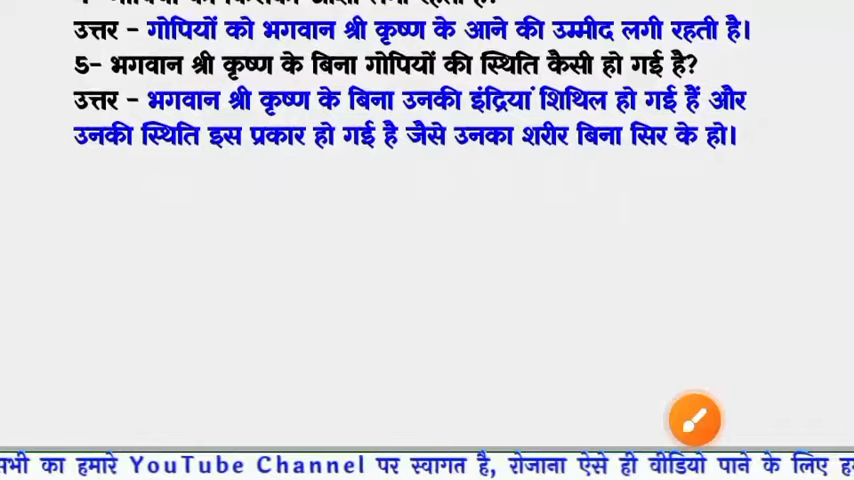 उत्तर - गोपियों को भगवान श्री कृष्ण के आने की उम्मीद लगी रहती है।
5- भगवान श्री कृष्ण के बिना गोपियों की स्थिति कैसी हो गई है?
उत्तर - भगवान श्री कृष्ण के बिना उनकी इंद्रियां शिथिल हो गई हैं और
उनकी स्थिति इस प्रकार हो गई है जैसे उनका शरीर बिना सिर के हो।
का हमारे YouTube Channel पर स्वागत है, रोजाना ऐसे ही वीडियो पाने के लिए